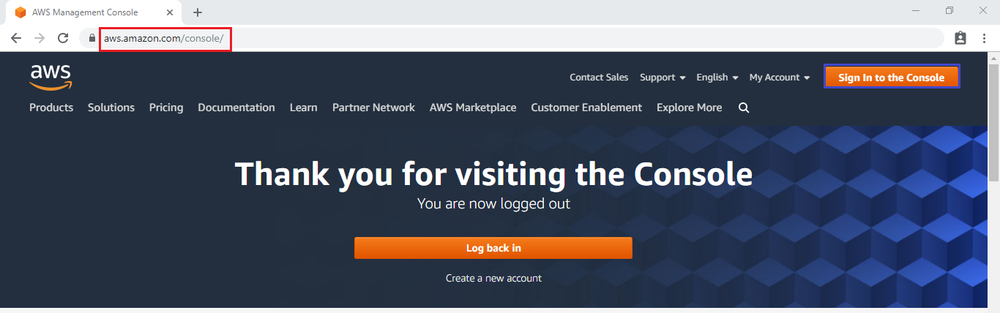 AWS Management Console
aws.amazon.com/console/
aws
Contact Sales Support English My Account Sign In to the Console
Products Solutions Pricing Documentation Learn Partner Network AWS Marketplace Customer Enablement Explore More
Thank you for visiting the Console
You are now logged out
Log back in
Create a new account